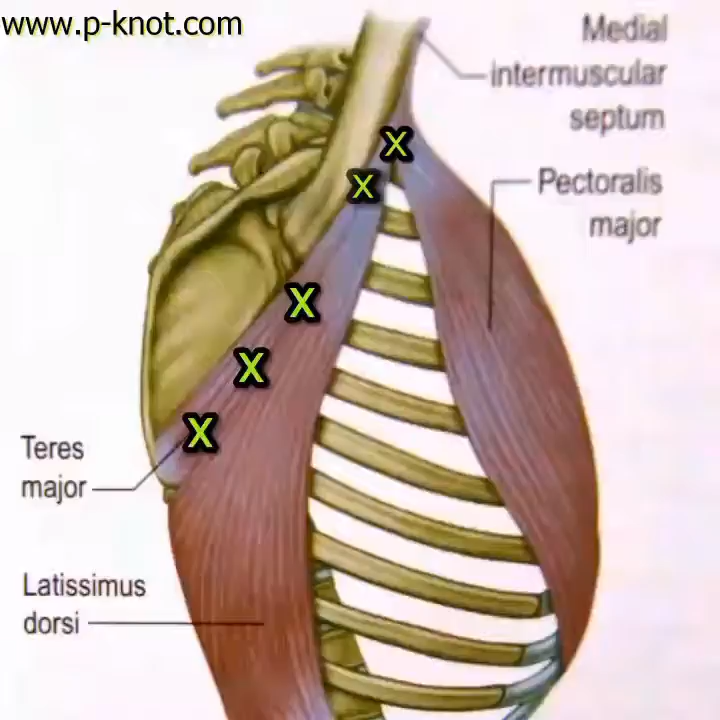 www.p-knot.com
Medial
intermuscular
septum
Pectoralis
major
X
X
X
X
X
Teres
major
Latissimus
dorsi